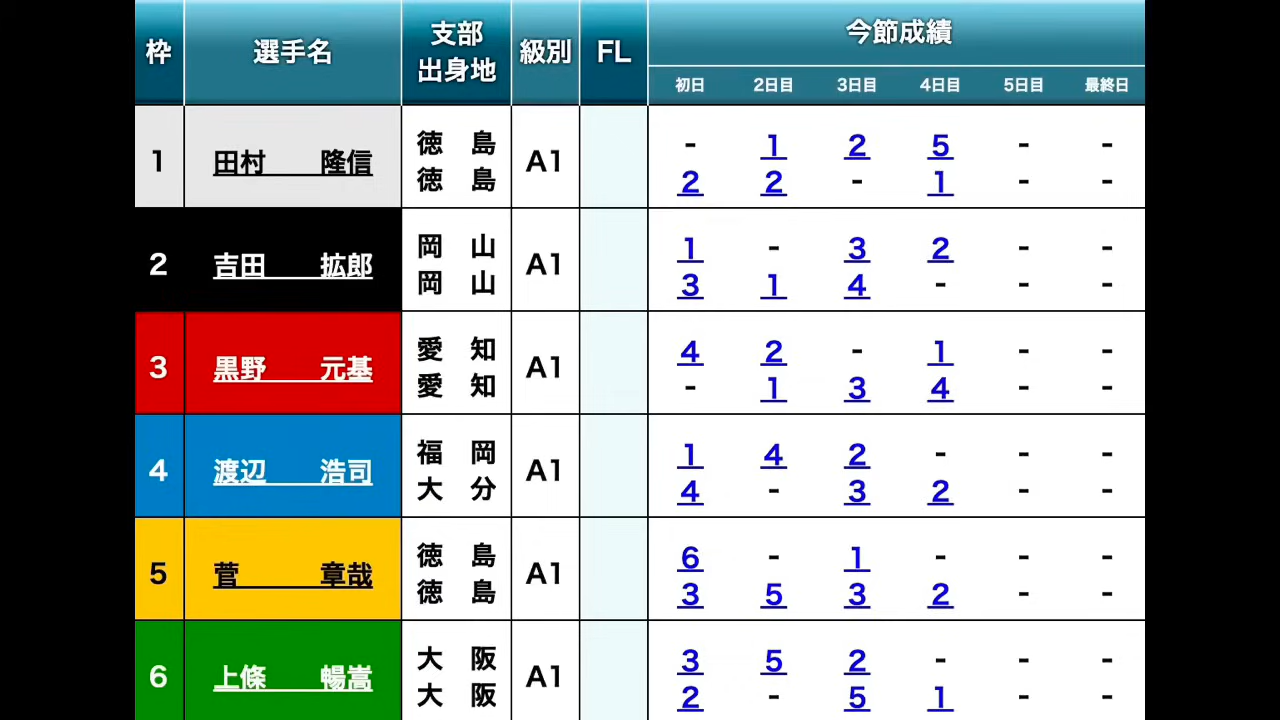 枠 選手名 支部 出身地 級別 FL 今節成績
初日 2日目 3日目 4日目 5日目 最終日
1 田村 隆信 徳島 A1 - 1 2 5 - -
徳島 2 2 - 1 - -
2 吉田 拡郎 岡山 A1 1 - 3 2 - -
岡山 3 1 4 - - -
3 黒野 元基 愛知 A1 4 2 - 1 - -
愛知 - 1 3 4 - -
4 渡辺 浩司 福岡 A1 1 4 2 - - -
大分 4 - 3 2 - -
5 菅 章哉 徳島 A1 6 - 1 - - -
徳島 3 5 3 2 - -
6 上條 暢嵩 大阪 A1 3 5 2 - - -
大阪 2 - 5 1 - -